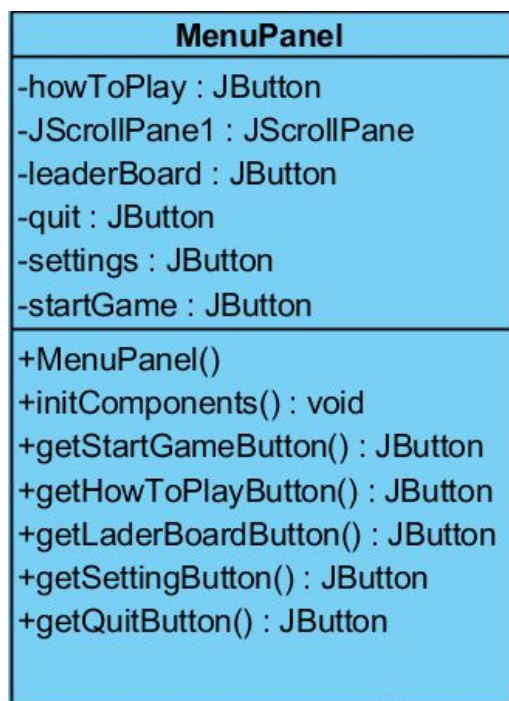 MenuPanel
-howToPlay : JButton
-JScrollPane1 : JScrollPane
-leaderBoard : JButton
-quit : JButton
-settings : JButton
-startGame : JButton
+MenuPanel()
+initComponents() : void
+getStartGameButton() : JButton
+getHowToPlayButton() : JButton
+getLaderBoardButton() : JButton
+getSettingButton() : JButton
+getQuitButton() : JButton